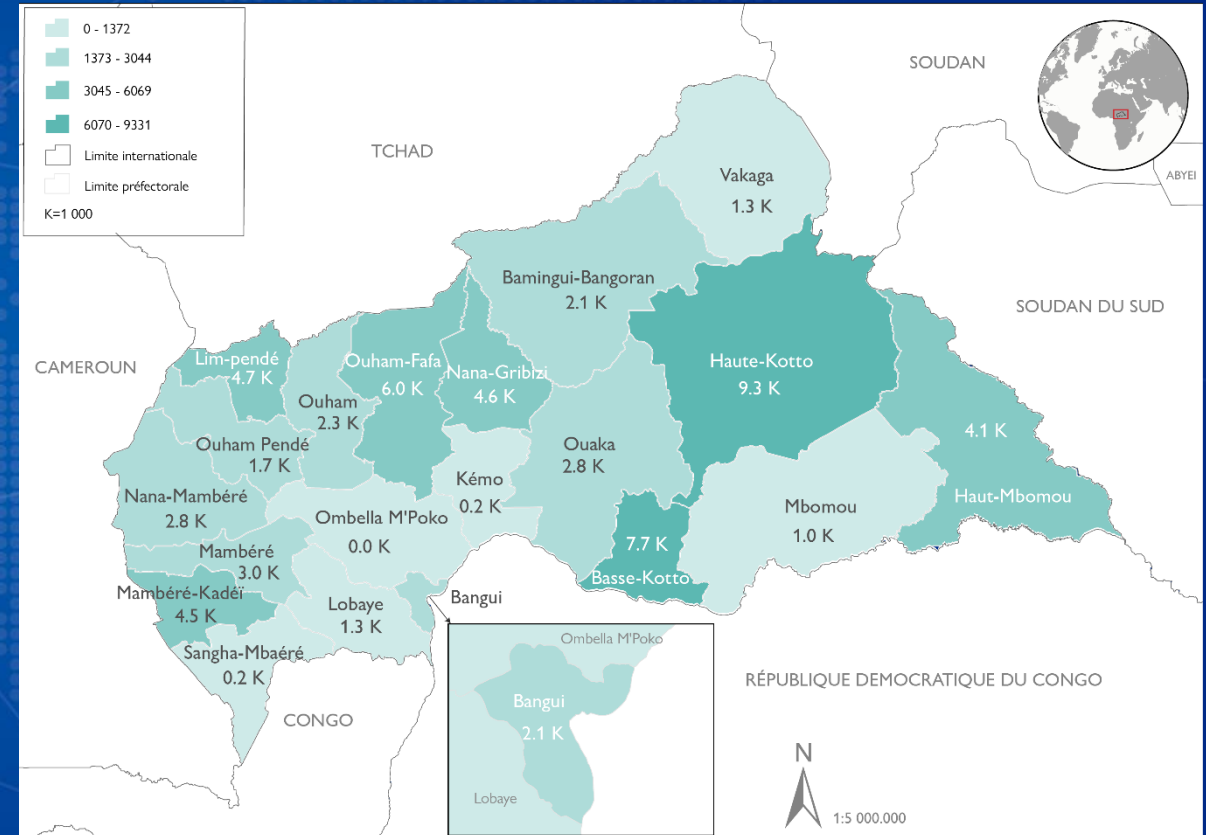 0 - 1372
1373 - 3044
3045 - 6069
6070 - 9331
Limite internationale
Limite préfectorale
K=1 000
SOUDAN
TCHAD
ABYEI
Vakaga
1.3 K
Bamingui-Bangoran
2.1 K
SOUDAN DU SUD
CAMEROUN
Lim-pendé
4.7 K
Ouham-Fafa
6.0 K
Nana-Gribizi
4.6 K
Haute-Kotto
9.3 K
Ouham
2.3 K
4.1 K
Haut-Mbomou
Ouham Pendé
1.7 K
Ouaka
2.8 K
Kémo
0.2 K
Nana-Mambéré
2.8 K
Ombella M'Poko
0.0 K
Mbomou
1.0 K
7.7 K
Basse-Kotto
Mambéré
3.0 K
Mambéré-Kadéï
4.5 K
Lobaye
1.3 K
Bangui
Sangha-Mbaéré
0.2 K
Ombella M'Poko
Bangui
2.1 K
Lobaye
RÉPUBLIQUE DEMOCRATIQUE DU CONGO
CONGO
N
1:5 000.000